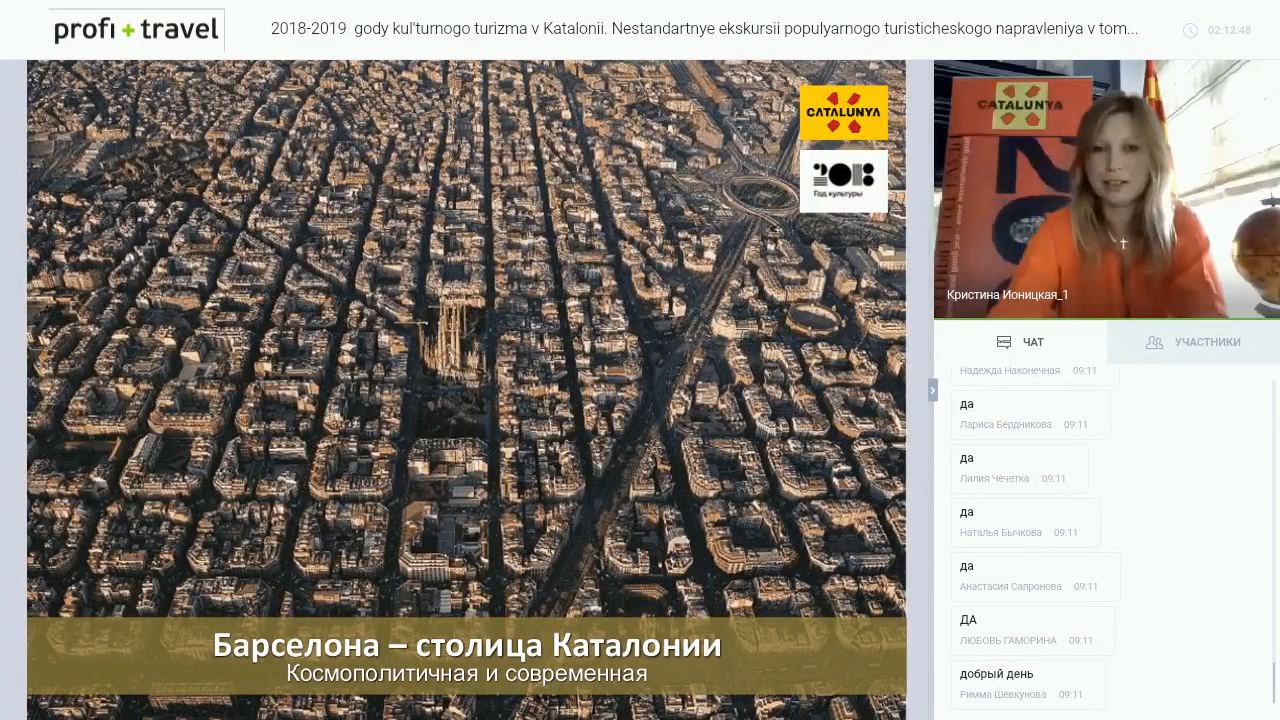 profi + travel
2018-2019 gody kul'turnogo turizma v Katalonii. Nestandartnye ekskursii populyarnogo turisticheskogo napravleniya v tom...
02:12:48
CATALUNYA
2018
Год культуры
Барселона – столица Каталонии
Космополитичная и современная
CATALUNYA
Кристина Ионицкая_1
ЧАТ
УЧАСТНИКИ
Надежда Наконечная 09:11
да
Лариса Бердникова 09:11
да
Лилия Чечетка 09:11
да
Наталья Бычкова 09:11
да
Анастасия Сапронова 09:11
ДА
ЛЮБОВЬ ГАМОРИНА 09:11
добрый день
Римма Шевкунова 09:11